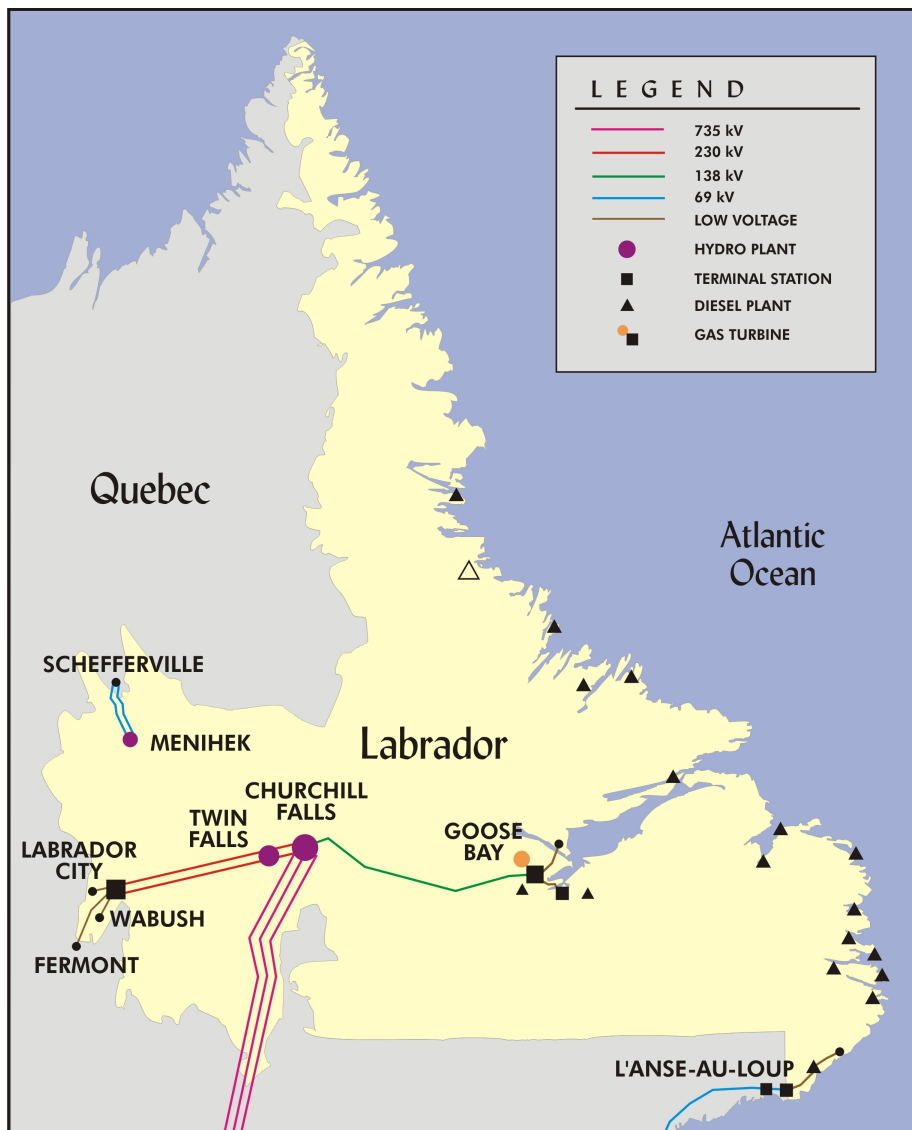 L E G E N D
735 kV
230 kV
138 kV
69 kV
LOW VOLTAGE
HYDRO PLANT
TERMINAL STATION
DIESEL PLANT
GAS TURBINE
Quebec
Atlantic
Ocean
SCHEFFERVILLE
MENIHEK
Labrador
CHURCHILL
FALLS
TWIN
FALLS
GOOSE
BAY
LABRADOR
CITY
WABUSH
FERMONT
L'ANSE-AU-LOUP